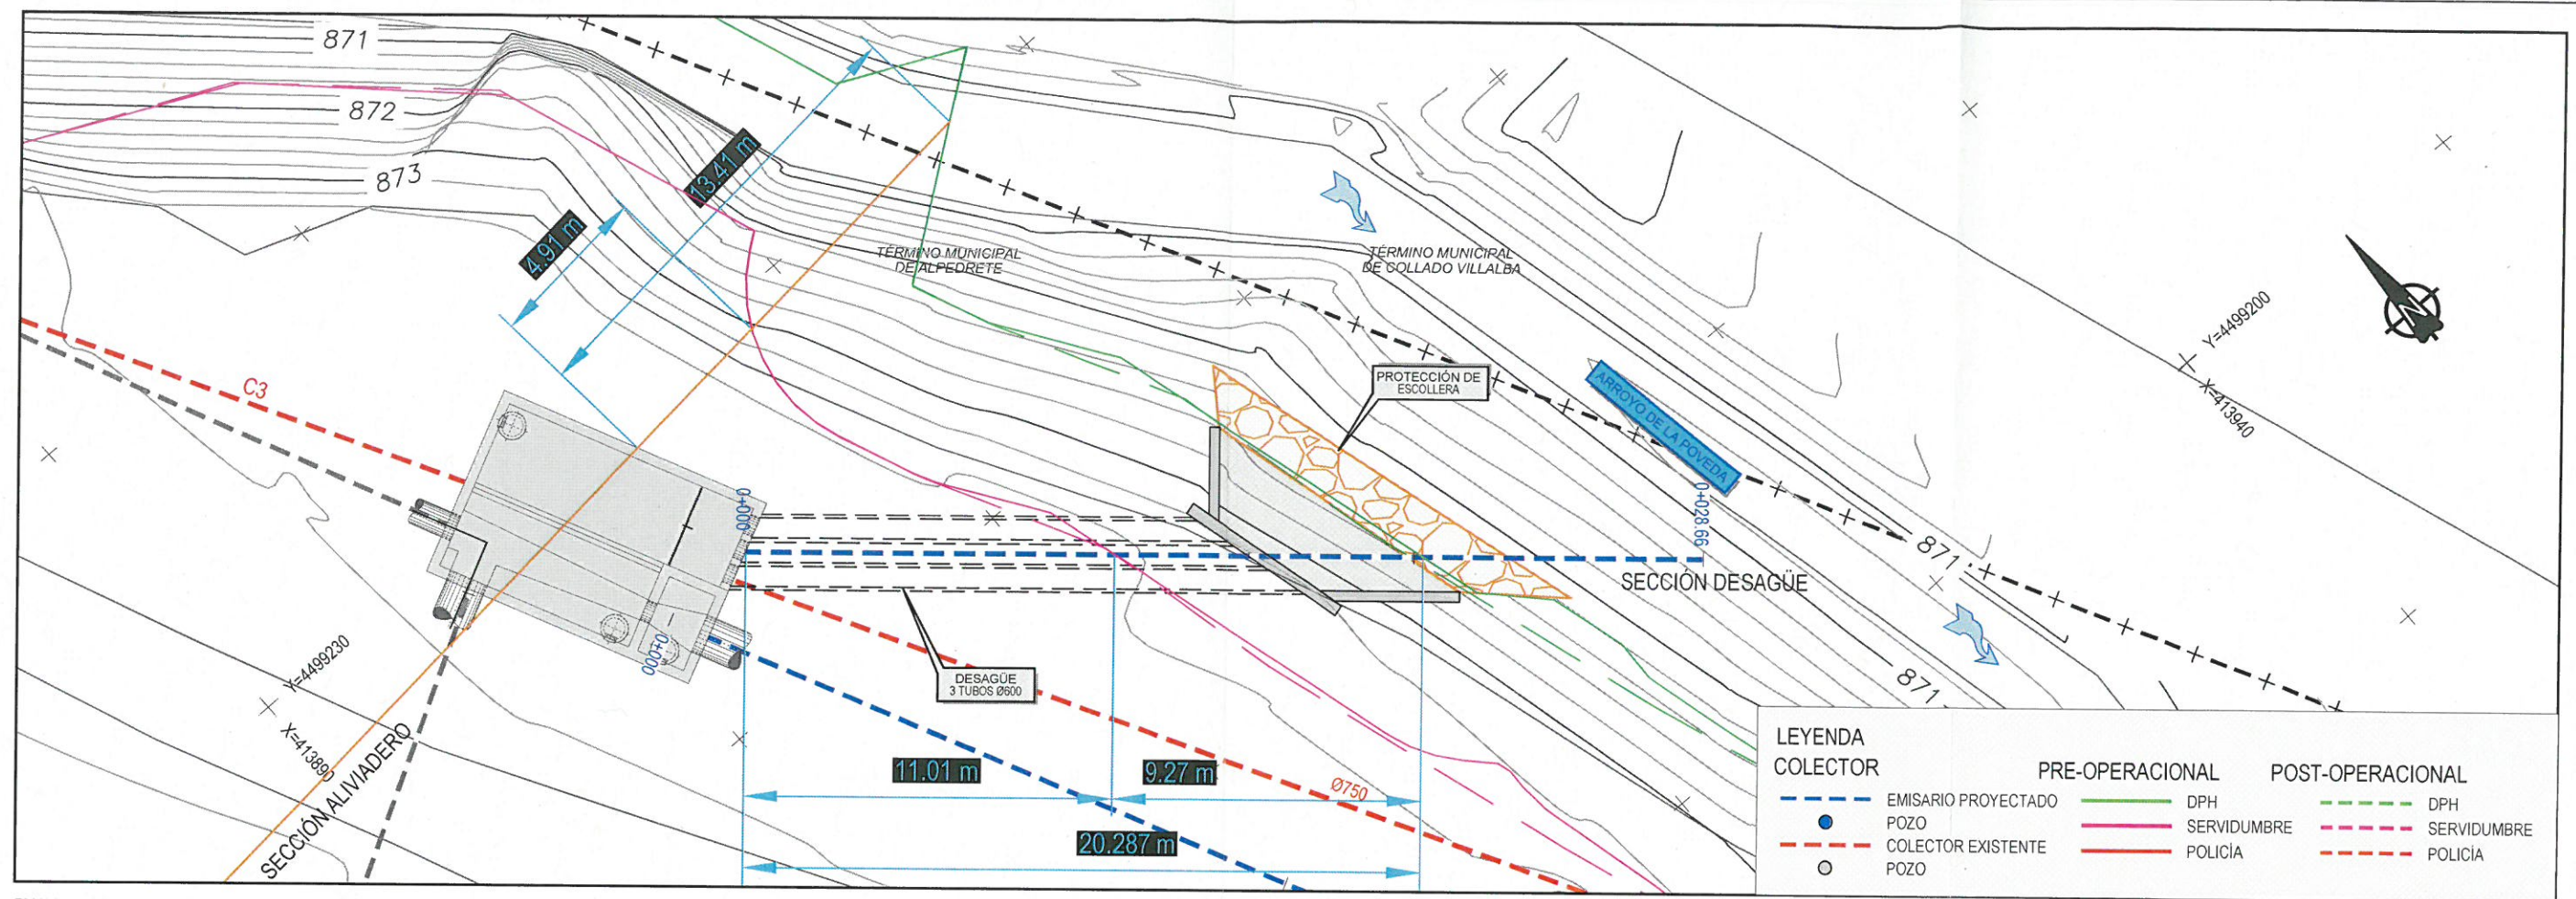 871
872
873
13.41 m
4.91 m
TÉRMINO MUNICIPAL
DE ALPEDRETE
TÉRMINO MUNICIPAL
DE COLLADO VILLALBA
N
Y=4499200
X=413940
C3
PROTECCIÓN DE
ESCOLLERA
ARROYO DE LA POVEDA
0+000
0+028.66
871
SECCIÓN DESAGÜE
0+000
DESAGÜE
3 TUBOS Ø600
Y=4499230
X=413890
SECCIÓN ALIVIADERO
871
11.01 m
9.27 m
Ø750
20.287 m
LEYENDA
COLECTOR
PRE-OPERACIONAL
POST-OPERACIONAL
EMISARIO PROYECTADO
DPH
DPH
POZO
SERVIDUMBRE
SERVIDUMBRE
COLECTOR EXISTENTE
POLICÍA
POLICÍA
POZO